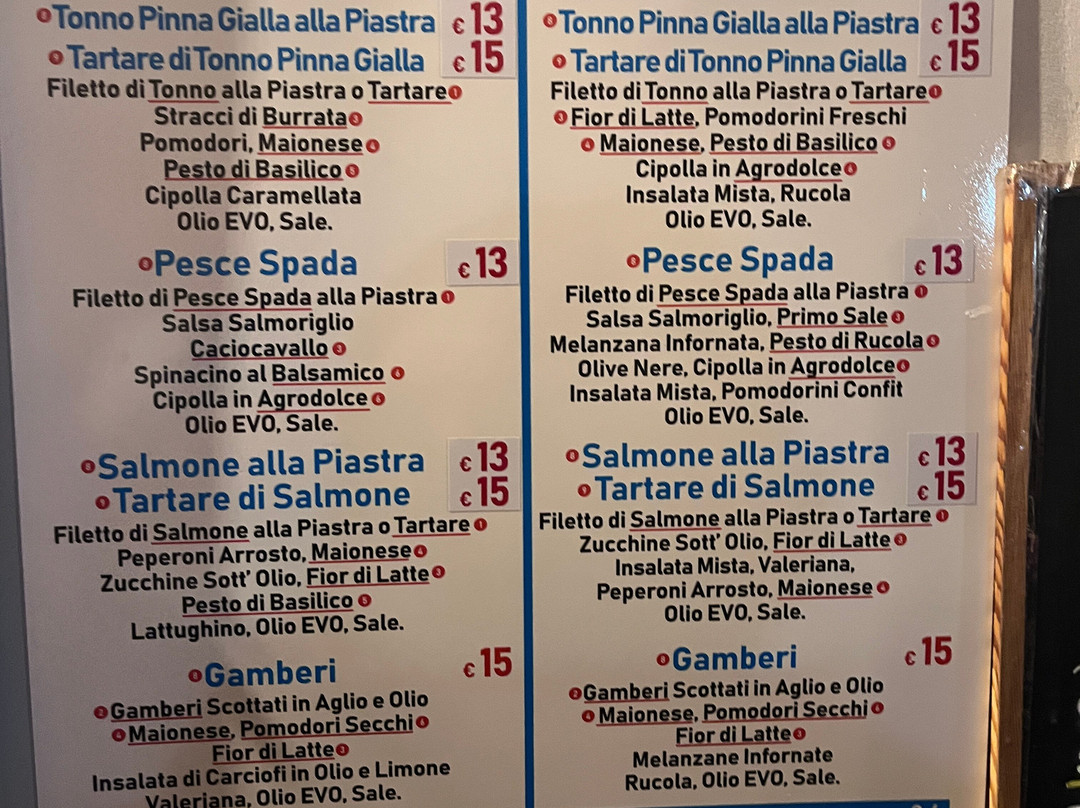 Tonno Pinna Gialla alla Piastra € 13
Tartare di Tonno Pinna Gialla € 15
Filetto di Tonno alla Piastra o Tartare
Stracci di Burrata
Pomodori, Maionese
Pesto di Basilico
Cipolla Caramellata
Olio EVO, Sale.
Pesce Spada € 13
Filetto di Pesce Spada alla Piastra
Salsa Salmoriglio
Caciocavallo
Spinacino al Balsamico
Cipolla in Agrodolce
Olio EVO, Sale.
Salmone alla Piastra € 13
Tartare di Salmone € 15
Filetto di Salmone alla Piastra o Tartare
Peperoni Arrosto, Maionese
Zucchine Sott' Olio, Fior di Latte
Pesto di Basilico
Lattughino, Olio EVO, Sale.
Gamberi € 15
Gamberi Scottati in Aglio e Olio
Maionese, Pomodori Secchi
Fior di Latte
Insalata di Carciofi in Olio e Limone
Valeriana, Olio EVO, Sale.
Tonno Pinna Gialla alla Piastra € 13
Tartare di Tonno Pinna Gialla € 15
Filetto di Tonno alla Piastra o Tartare
Fior di Latte, Pomodorini Freschi
Maionese, Pesto di Basilico
Cipolla in Agrodolce
Insalata Mista, Rucola
Olio EVO, Sale.
Pesce Spada € 13
Filetto di Pesce Spada alla Piastra
Salsa Salmoriglio, Primo Sale
Melanzana Infornata, Pesto di Rucola
Olive Nere, Cipolla in Agrodolce
Insalata Mista, Pomodorini Confit
Olio EVO, Sale.
Salmone alla Piastra € 13
Tartare di Salmone € 15
Filetto di Salmone alla Piastra o Tartare
Zucchine Sott' Olio, Fior di Latte
Insalata Mista, Valeriana,
Peperoni Arrosto, Maionese
Olio EVO, Sale.
Gamberi € 15
Gamberi Scottati in Aglio e Olio
Maionese, Pomodori Secchi
Fior di Latte
Melanzane Infornate
Rucola, Olio EVO, Sale.